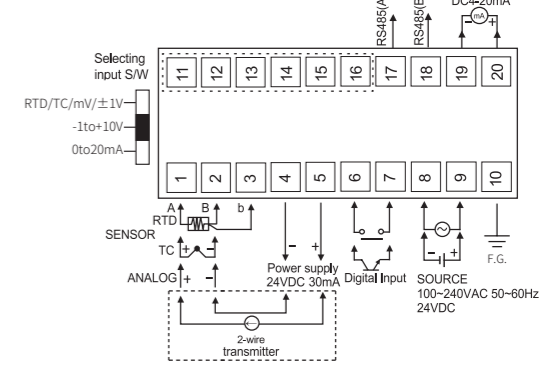 RS485(A)
RS485(B)
DC4-20mA
- mA +
Selecting
input S/W
11 12 13 14 15 16 17 18 19 20
RTD/TC/mV/±1V
-1to+10V
0to20mA
1 2 3 4 5 6 7 8 9 10
A B b
RTD
SENSOR
TC + -
- +
- +
F.G.
ANALOG + -
Power supply
24VDC 30mA
Digital Input
SOURCE
100~240VAC 50~60Hz
24VDC
2-wire
transmitter